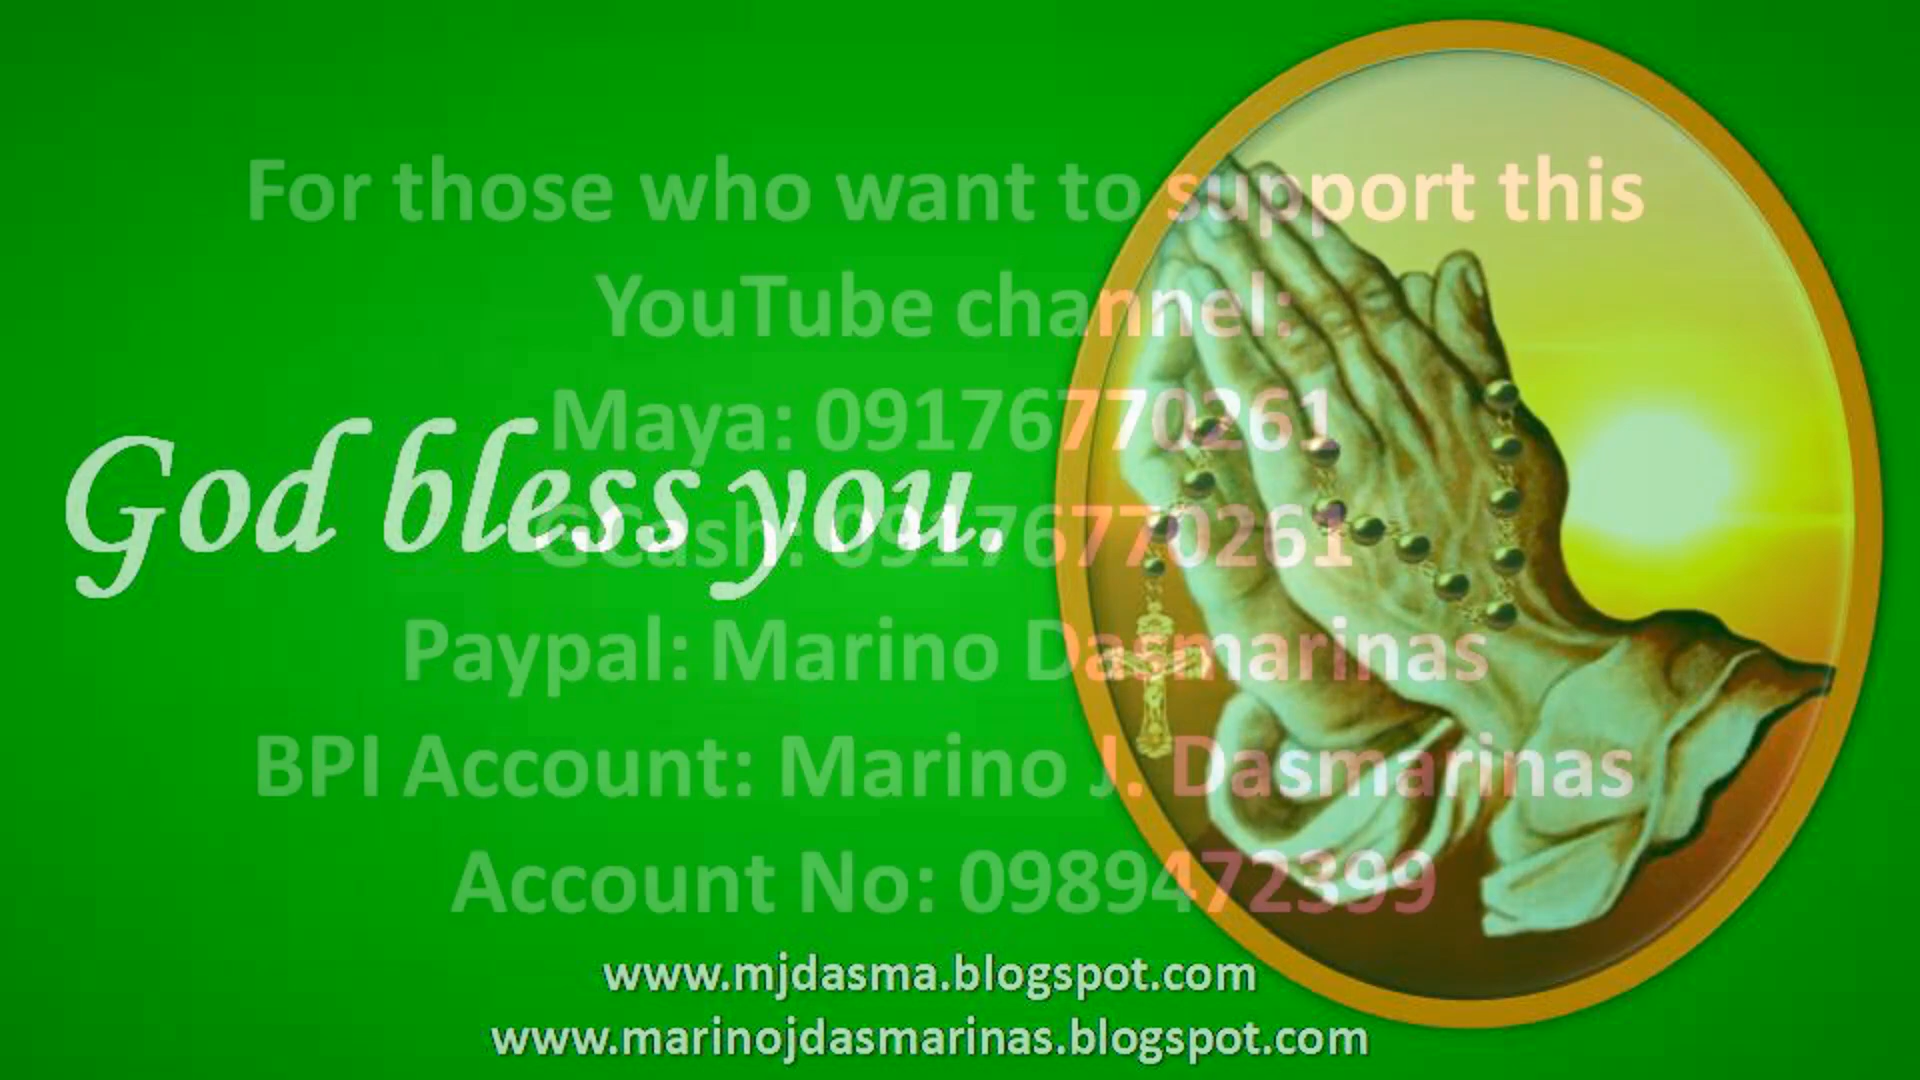 For those who want to support this
YouTube channel:
Maya: 09176770261
God bless you.
GCash: 09176770261
Paypal: Marino Dasmarinas
BPI Account: Marino J. Dasmarinas
Account No: 0989472399
www.mjdasma.blogspot.com
www.marinojdasmarinas.blogspot.com